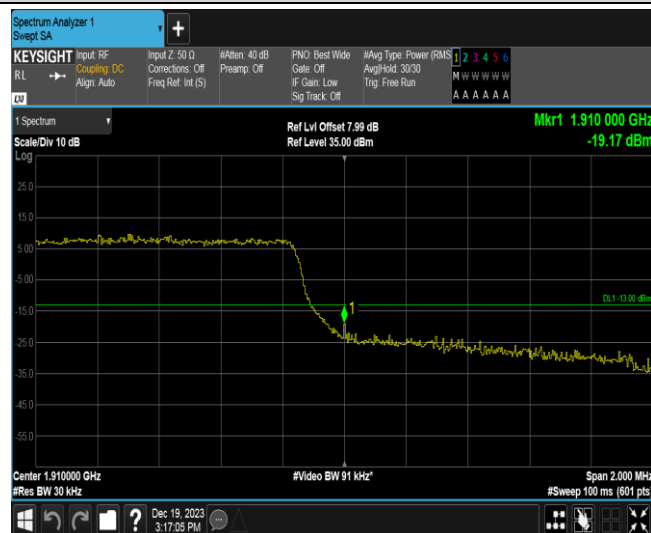 Spectrum Analyzer 1
Swept SA
KEYSIGHT Input: RF Input Z: 50 Ω #Atten: 40 dB PNO: Best Wide #Avg Type: Power (RMS 1 2 3 4 5 6
RL Coupling: DC Corrections: Off Preamp: Off Gate: Off Avg|Hold: 30/30 M W W W W W
Align: Auto Freq Ref: Int (S) IF Gain: Low Trig: Free Run
Sig Track: Off A A A A A A
1 Spectrum Ref Lvl Offset 7.99 dB Mkr1 1.910 000 GHz
Scale/Div 10 dB Ref Level 35.00 dBm -19.17 dBm
Log
25.0
15.0
5.00
-5.00
DL1 -13.00 dBm
1
-15.0
-25.0
-35.0
-45.0
-55.0
Center 1.91000 GHz #Video BW 91 kHz* Span 2.000 MHz
#Res BW 30 kHz #Sweep 100 ms (601 pts
? Dec 19, 2023
3:17:05 PM